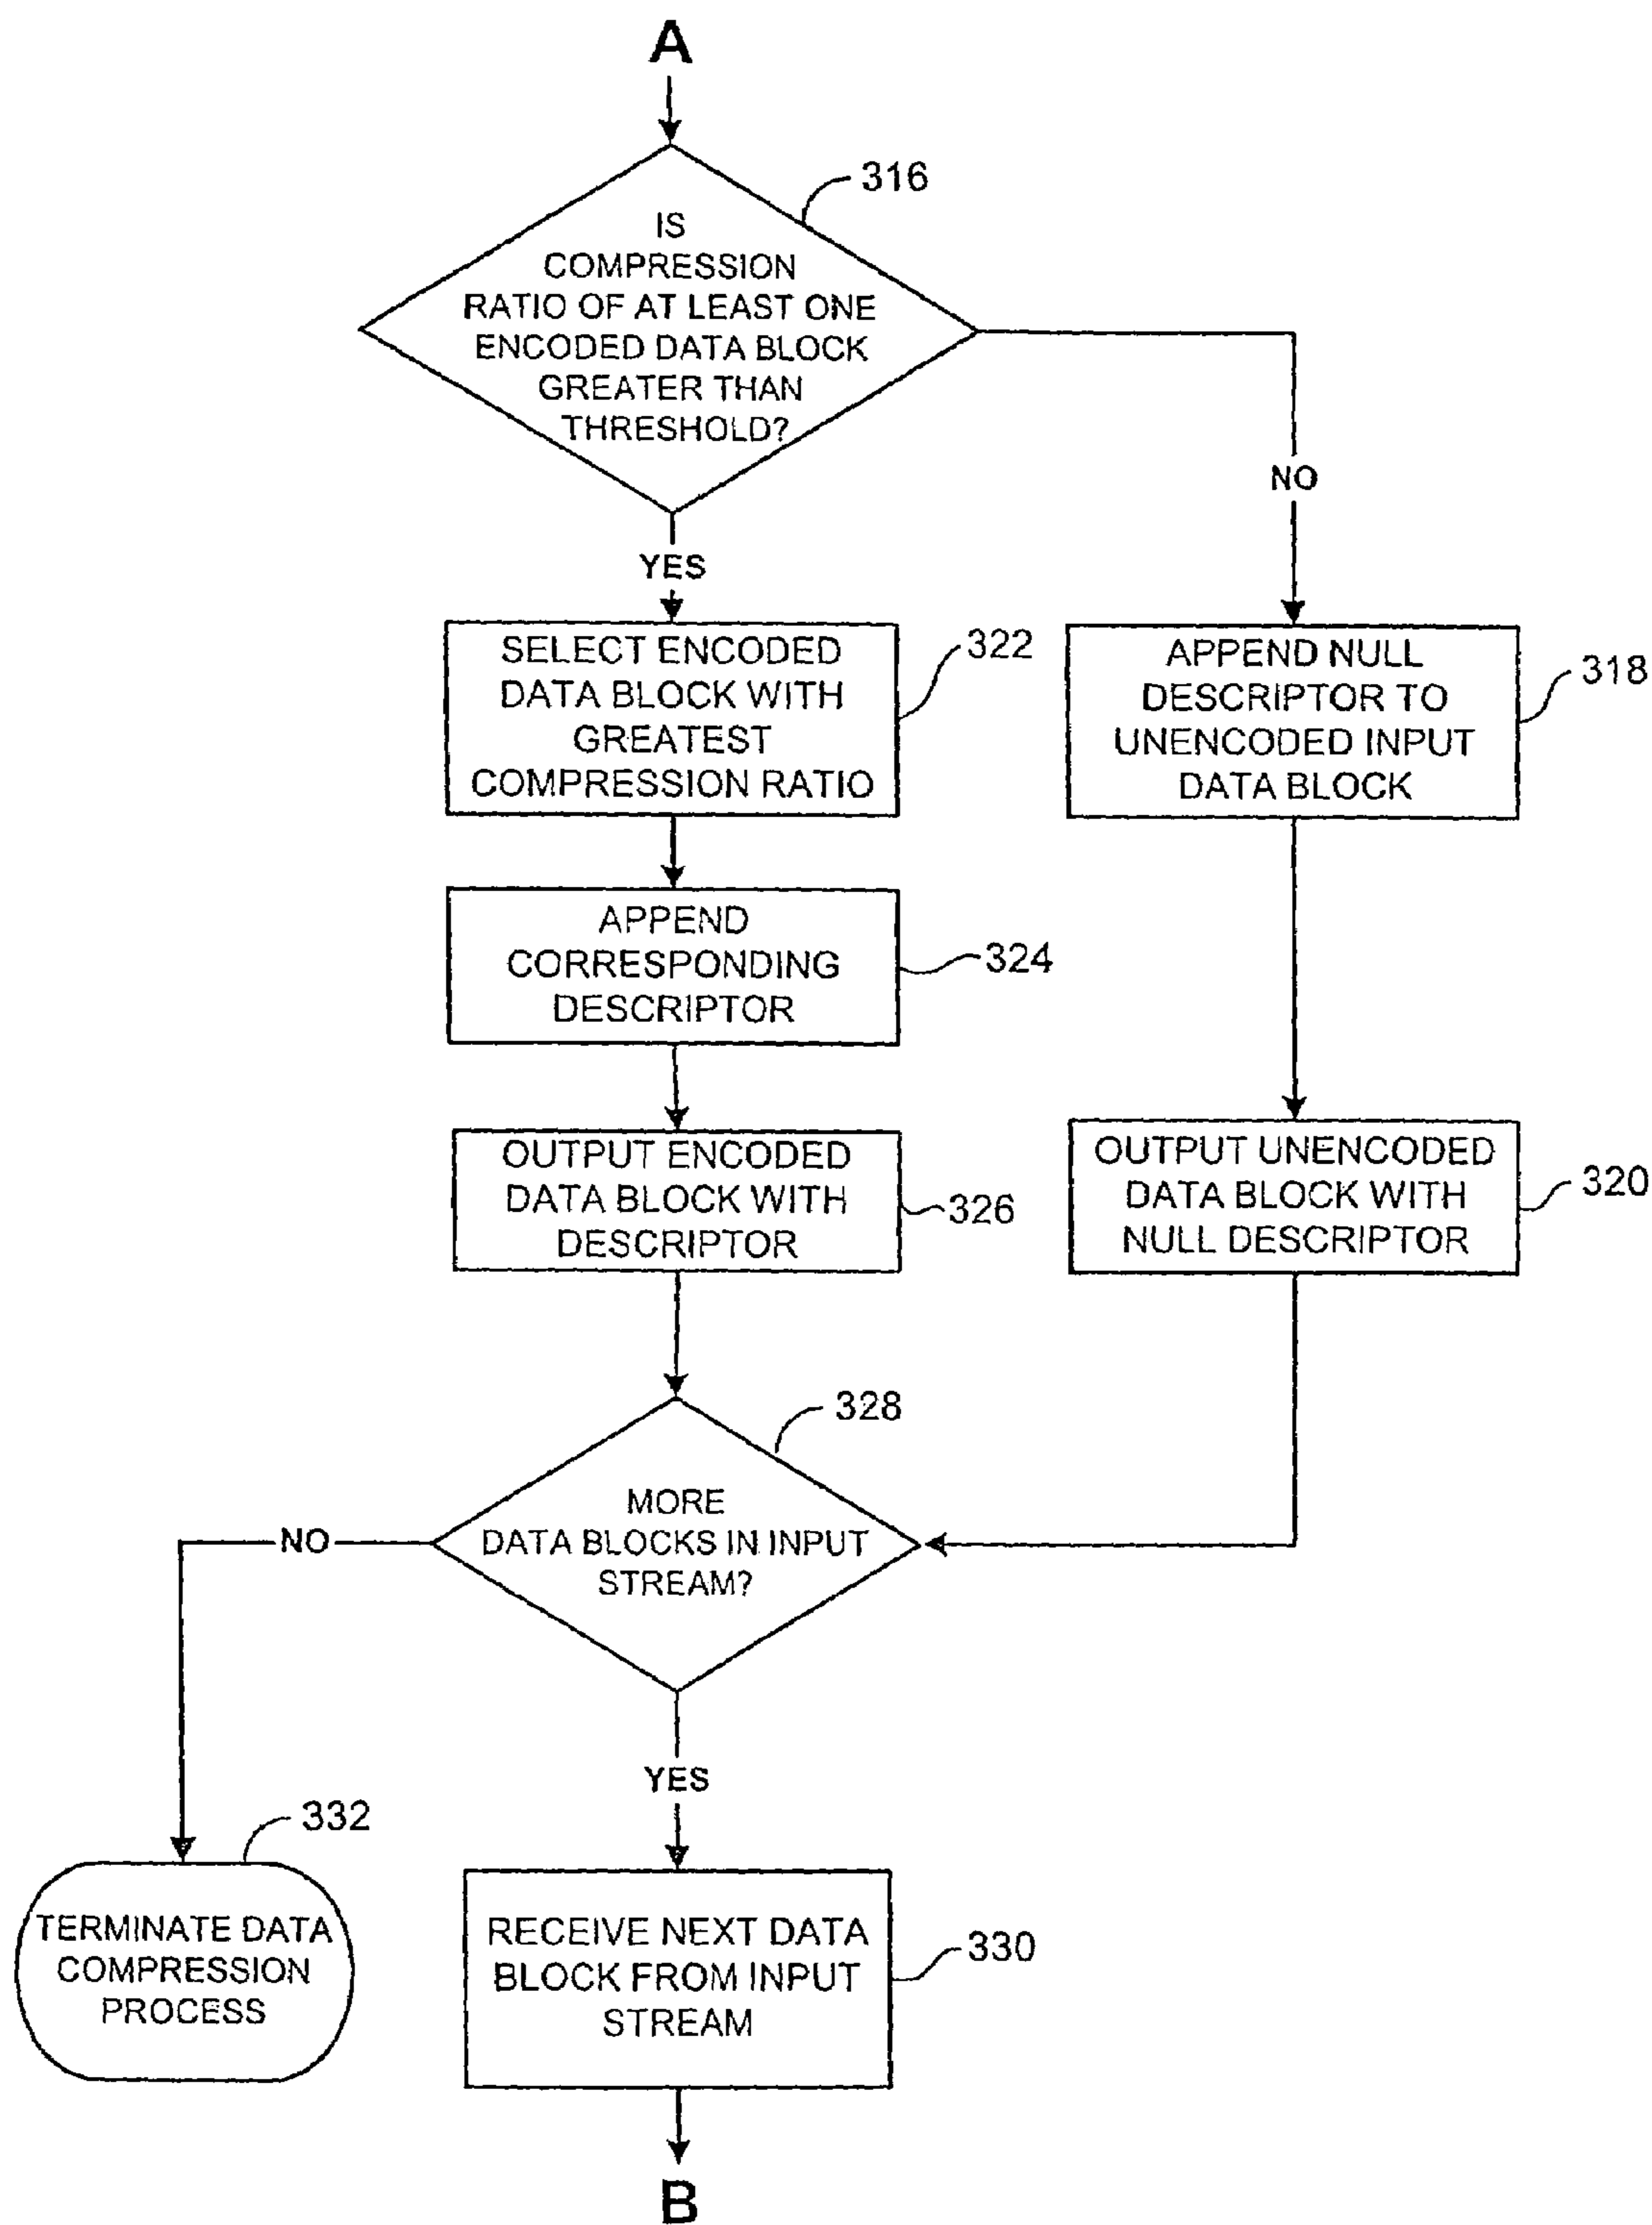 A
316
IS
COMPRESSION
RATIO OF AT LEAST ONE
ENCODED DATA BLOCK
GREATER THAN
THRESHOLD?
NO
YES
SELECT ENCODED
DATA BLOCK WITH
GREATEST
COMPRESSION RATIO
322
APPEND NULL
DESCRIPTOR TO
UNENCODED INPUT
DATA BLOCK
318
APPEND
CORRESPONDING
DESCRIPTOR
324
OUTPUT ENCODED
DATA BLOCK WITH
DESCRIPTOR
326
OUTPUT UNENCODED
DATA BLOCK WITH
NULL DESCRIPTOR
320
328
MORE
DATA BLOCKS IN INPUT
STREAM?
NO
YES
332
TERMINATE DATA
COMPRESSION
PROCESS
RECEIVE NEXT DATA
BLOCK FROM INPUT
STREAM
330
B